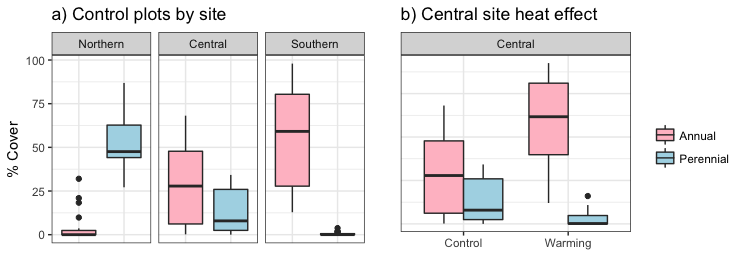 a) Control plots by site
b) Central site heat effect
Northern
Central
Southern
Central
% Cover
100
75
50
25
0
Control
Warming
Annual
Perennial